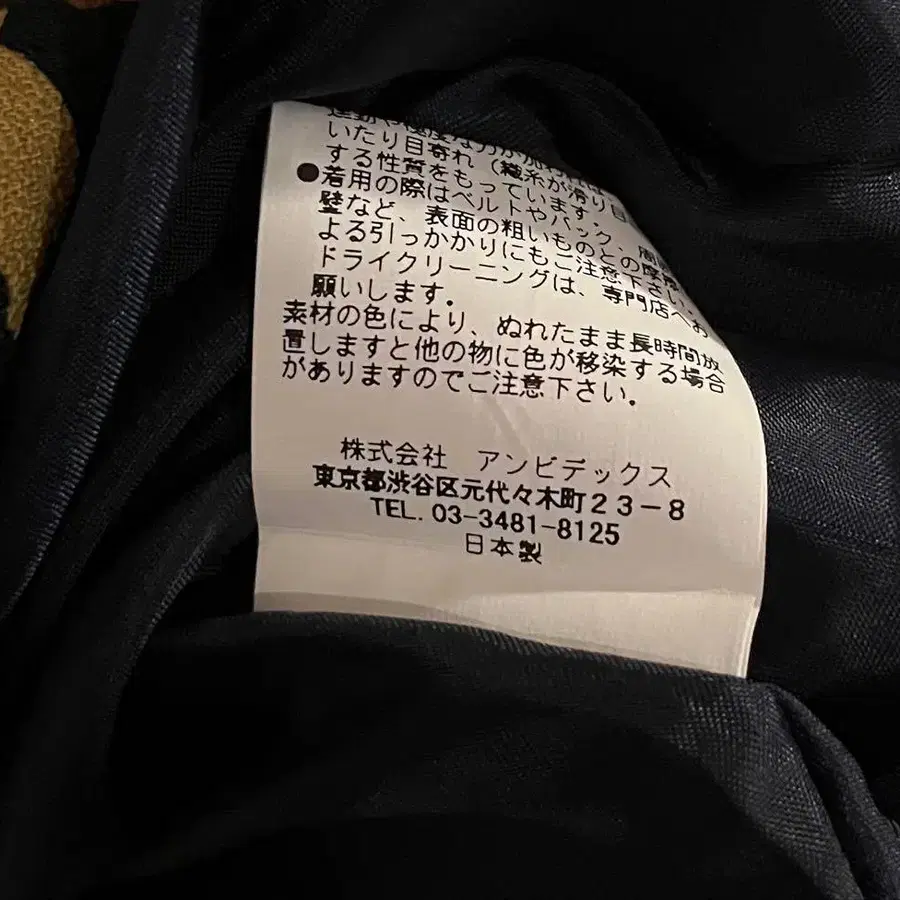 いたり目寄れ（織糸が滑り目
する性質をもっています．
●着用の際はベルトやバック、周
壁など、表面の粗いものとの摩擦
よる引っかかりにもご注意下さい．
ドライクリーニングは、専門店へお
願いします．
素材の色により、ぬれたまま長時間放
置しますと他の物に色が移染する場合
がありますのでご注意下さい．
株式会社　アンビデックス
東京都渋谷区元代々木町２３－８
TEL. 03-3481-8125
日本製